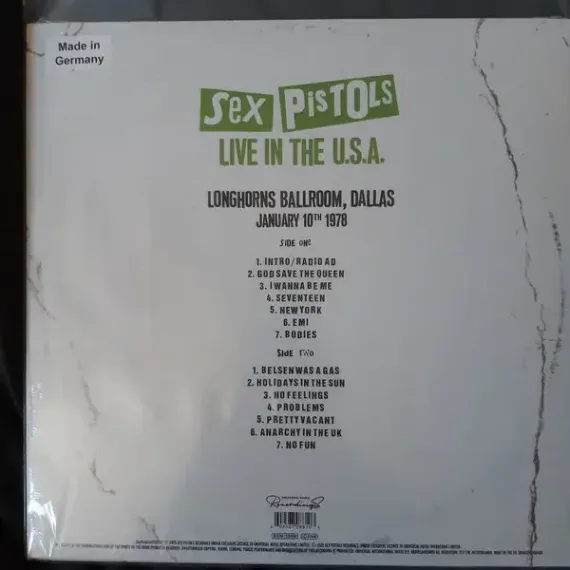 Made in
Germany
SEX PISTOLS
LIVE IN THE U.S.A.
LONGHORNS BALLROOM, DALLAS
JANUARY 10TH 1978
SIDE ONE
1. INTRO/RADIO AD
2. GOD SAVE THE QUEEN
3. I WANNA BE ME
4. SEVENTEEN
5. NEW YORK
6. EMI
7. BODIES
SIDE TWO
1. BELSEN WAS A GAS
2. HOLIDAYS IN THE SUN
3. NO FEELINGS
4. PROBLEMS
5. PRETTY VACANT
6. ANARCHY IN THE UK
7. NO FUN
Recordings